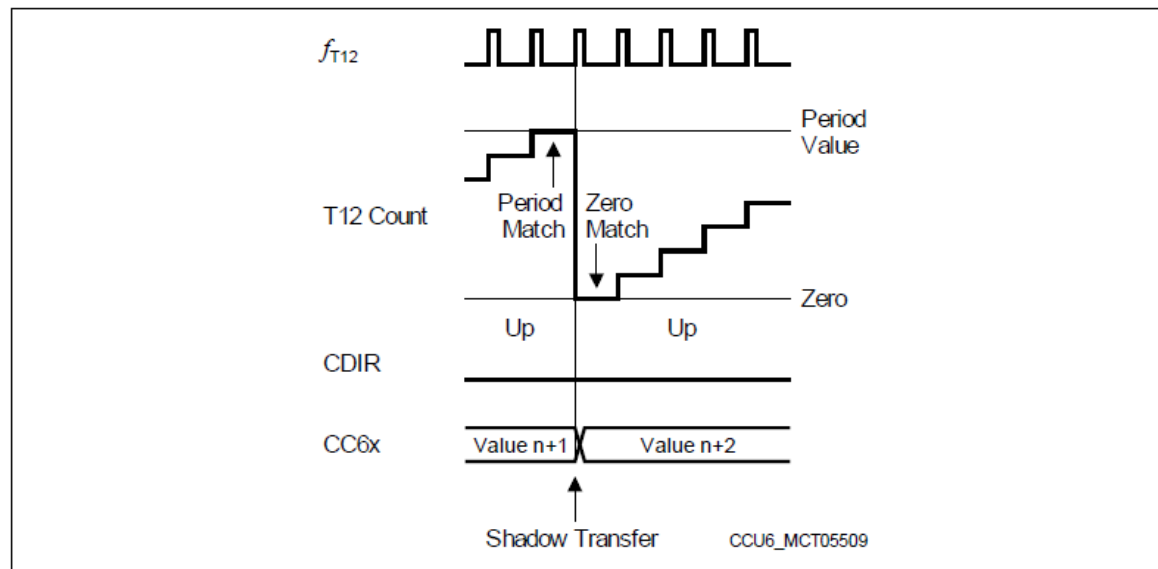 fT12
Period
Value
Period
Match
Zero
Match
T12 Count
Zero
Up
Up
CDIR
CC6x
Value n+1
Value n+2
Shadow Transfer
CCU6_MCT05509